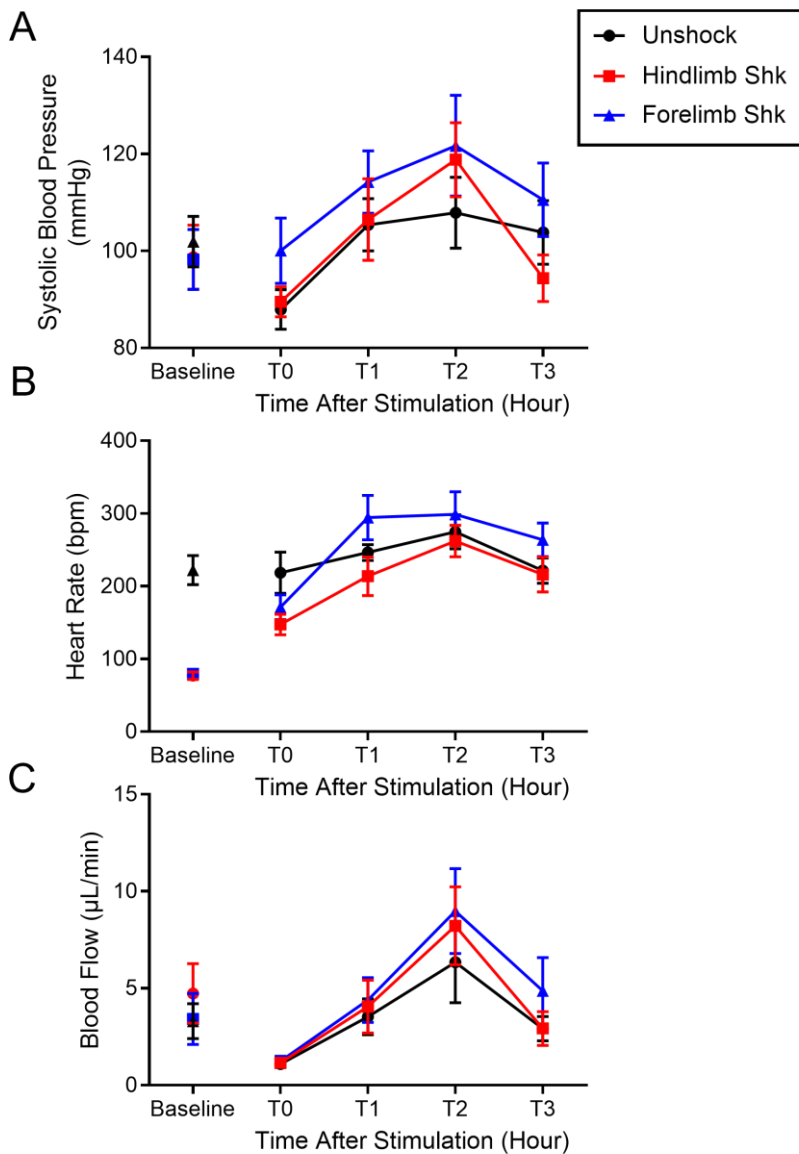 A
Unshock
Hindlimb Shk
Forelimb Shk
Systolic Blood Pressure
(mmHg)
140
120
100
80
Baseline T0 T1 T2 T3
Time After Stimulation (Hour)
B
Heart Rate (bpm)
400
300
200
100
0
Baseline T0 T1 T2 T3
Time After Stimulation (Hour)
C
Blood Flow (µL/min)
15
10
5
0
Baseline T0 T1 T2 T3
Time After Stimulation (Hour)